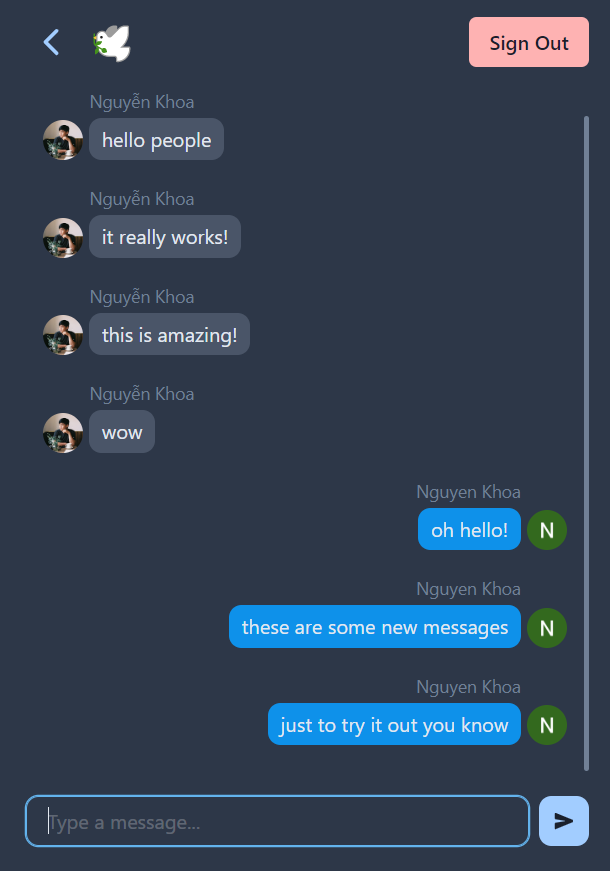 Sign Out
Nguyễn Khoa
hello people
Nguyễn Khoa
it really works!
Nguyễn Khoa
this is amazing!
Nguyễn Khoa
wow
Nguyen Khoa
oh hello!
N
Nguyen Khoa
these are some new messages
N
Nguyen Khoa
just to try it out you know
N
Type a message...